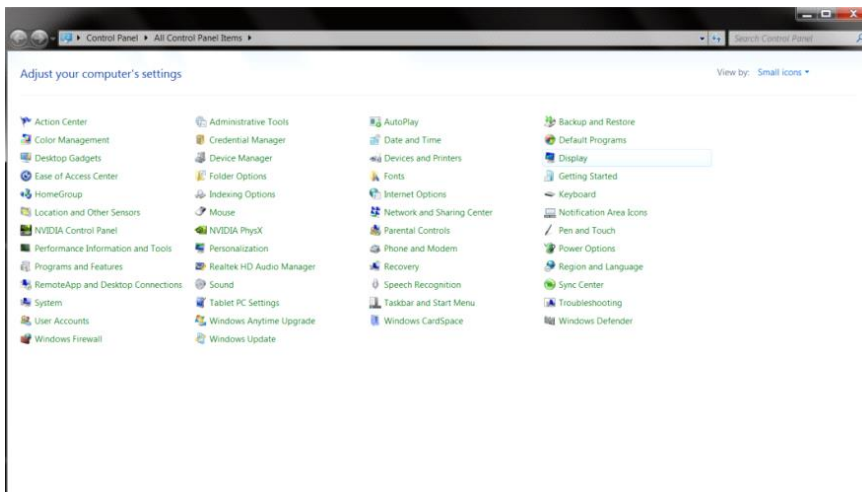 Control Panel All Control Panel Items
Search Control Panel
Adjust your computer's settings
View by: Small icons
Action Center Administrative Tools AutoPlay Backup and Restore
Color Management Credential Manager Date and Time Default Programs
Desktop Gadgets Device Manager Devices and Printers Display
Ease of Access Center Folder Options Fonts Getting Started
HomeGroup Indexing Options Internet Options Keyboard
Location and Other Sensors Mouse Network and Sharing Center Notification Area Icons
NVIDIA Control Panel NVIDIA PhysX Parental Controls Pen and Touch
Performance Information and Tools Personalization Phone and Modem Power Options
Programs and Features Realtek HD Audio Manager Recovery Region and Language
RemoteApp and Desktop Connections Sound Speech Recognition Sync Center
System Tablet PC Settings Taskbar and Start Menu Troubleshooting
User Accounts Windows Anytime Upgrade Windows CardSpace Windows Defender
Windows Firewall Windows Update